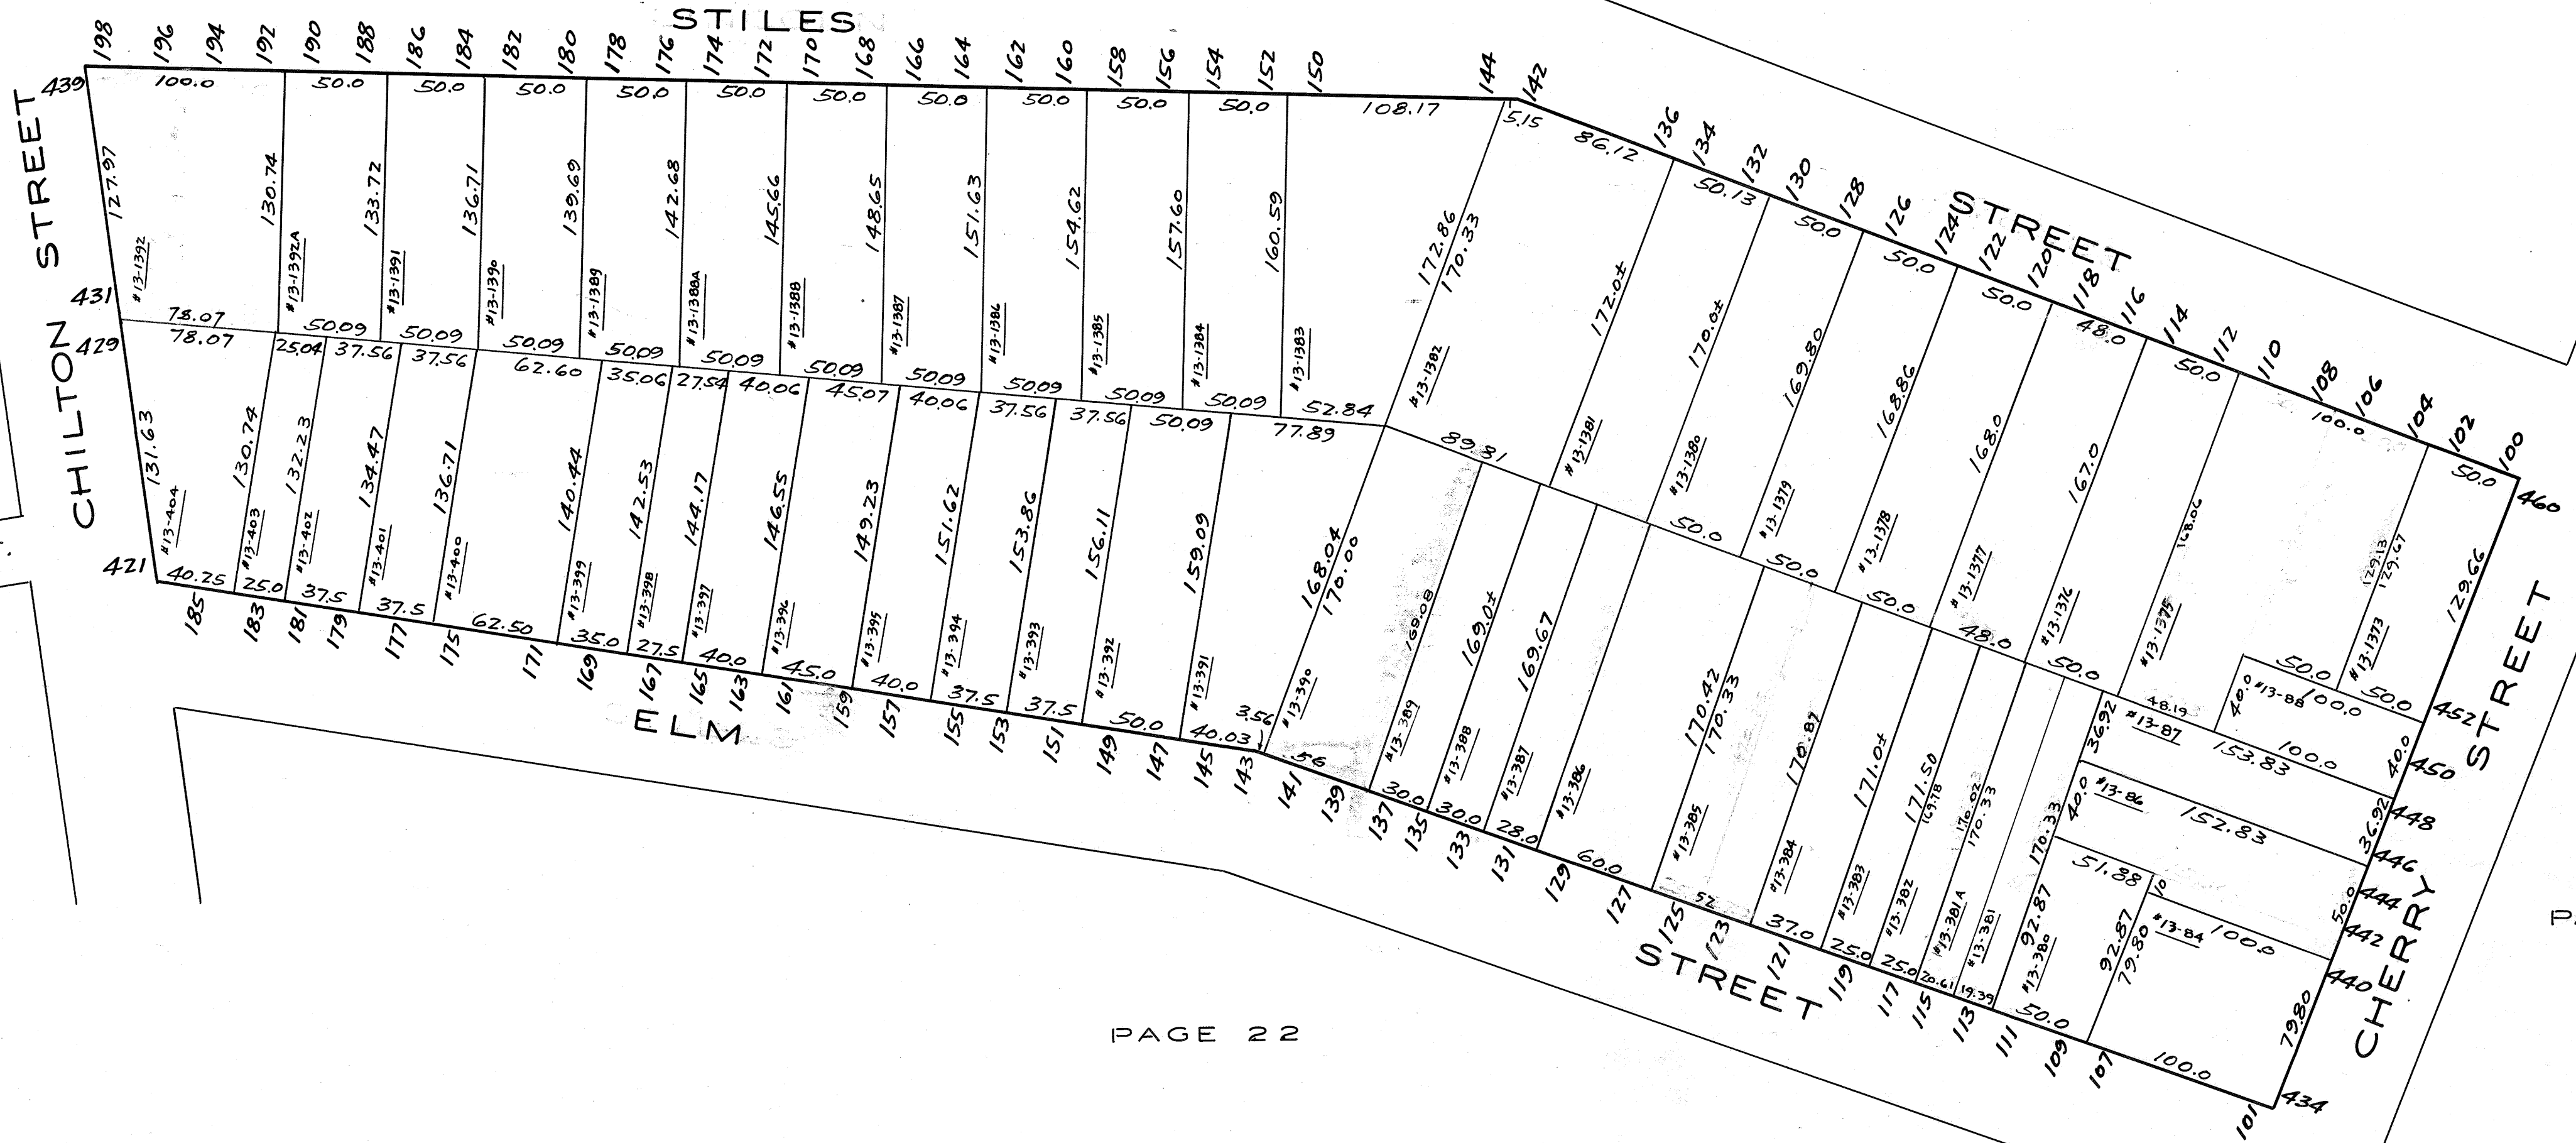 STILES
198 196 194 192 190 188 186 184 182 180 178 176 174 172 170 168 166 164 162 160 158 156 154 152 150 144 142
136 134 132 130 128 126 124 122 120 118 116 114 112 110 108 106 104 102 100
STREET
439
100.0 50.0 50.0 50.0 50.0 50.0 50.0 50.0 50.0 50.0 50.0 108.17
5.15 86.12 50.13 50.0 50.0 50.0 48.0 50.0 100.0 50.0
CHILTON STREET
127.97 130.74 133.72 136.71 139.69 142.68 145.66 148.65 151.63 154.62 157.60 160.59 172.86 170.33 172.0± 170.0± 169.80 168.86 168.0 167.0 168.06 129.13 129.67 129.66
#13-1392 #13-1392A #13-1391 #13-1390 #13-1389 #13-1388A #13-1388 #13-1387 #13-1386 #13-1385 #13-1384 #13-1383 #13-1382 #13-1381 #13-1380 #13-1379 #13-1378 #13-1377 #13-1376 #13-1375 #13-1373
431
78.07 50.09 50.09 50.09 50.09 50.09 50.09 50.09 50.09 50.09 50.09 52.84
429
78.07 25.04 37.56 37.56 62.60 35.06 27.54 40.06 45.07 40.06 37.56 37.56 50.09 77.89
89.81 50.0 50.0 50.0 48.0 50.0 48.19
131.63 130.74 132.23 134.47 136.71 140.44 142.53 144.17 146.55 149.23 151.62 153.86 156.11 159.09 168.04 170.00 169.08 169.0± 169.67 170.42 170.33 170.87 171.0± 171.50 169.78 170.02 170.33 170.33
#13-404 #13-403 #13-402 #13-401 #13-400 #13-399 #13-398 #13-397 #13-396 #13-395 #13-394 #13-393 #13-392 #13-391 #13-390 #13-389 #13-388 #13-387 #13-386 #13-385 #13-384 #13-383 #13-382 #13-381A #13-381 #13-380
421
40.25 25.0 37.5 37.5 62.50 35.0 27.5 40.0 45.0 40.0 37.5 37.5 50.0 40.03 3.56
56 30.0 30.0 28.0 60.0 52 37.0 25.0 25.0 20.61 19.39 50.0 100.0
185 183 181 179 177 175 171 169 167 165 163 161 159 157 155 153 151 149 147 145 143
141 139 137 135 133 131 129 127 125 123 121 119 117 115 113 111 109 107 101
ELM
STREET
460
50.0 50.0
40.0 #13-88 100.0
452
36.92 #13-87 153.83 100.0
40.0
450
448
40.0 #13-86 152.83
36.92
446
51.88 10
50.0
444
442
92.87 92.87 79.80 #13-84 100.0
440
79.80
434
CHERRY STREET
PAGE 22
P